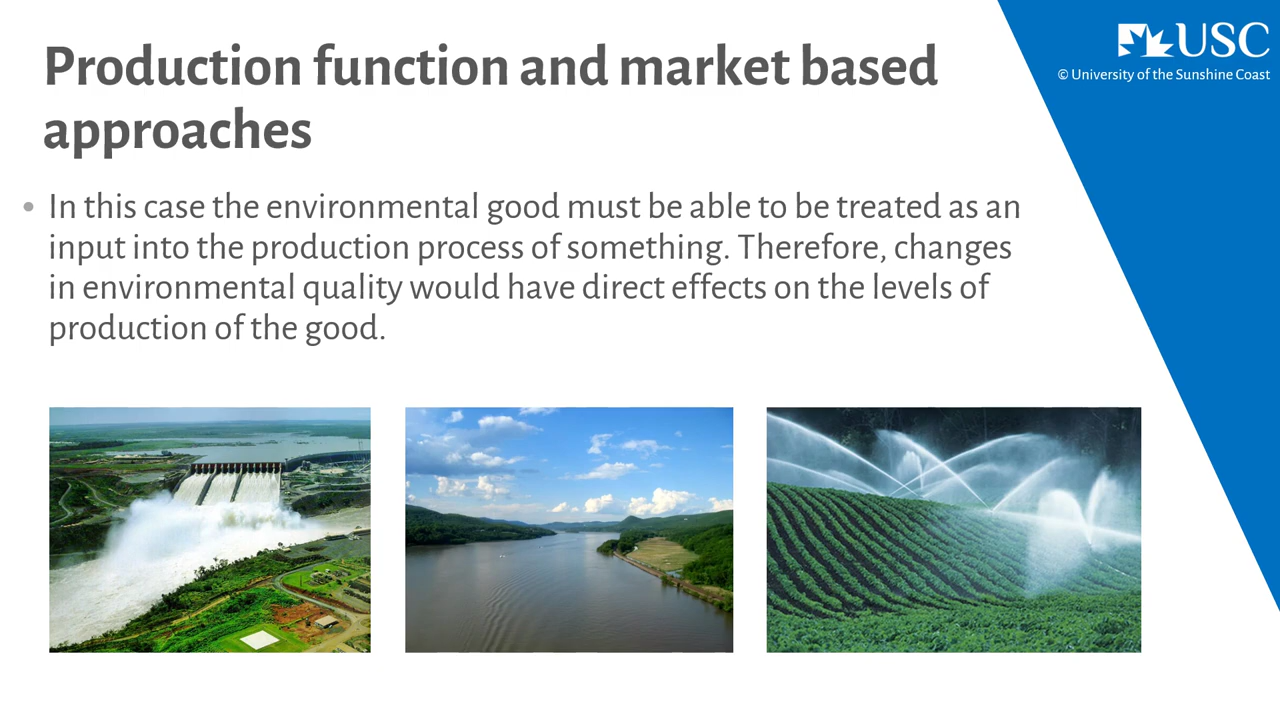 Production function and market based
approaches
USC
© University of the Sunshine Coast
• In this case the environmental good must be able to be treated as an
input into the production process of something. Therefore, changes
in environmental quality would have direct effects on the levels of
production of the good.